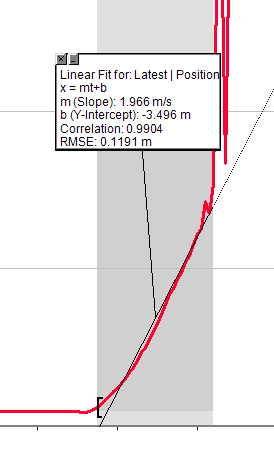 Linear Fit for: Latest | Position
x = mt+b
m (Slope): 1.966 m/s
b (Y-Intercept): -3.496 m
Correlation: 0.9904
RMSE: 0.1191 m